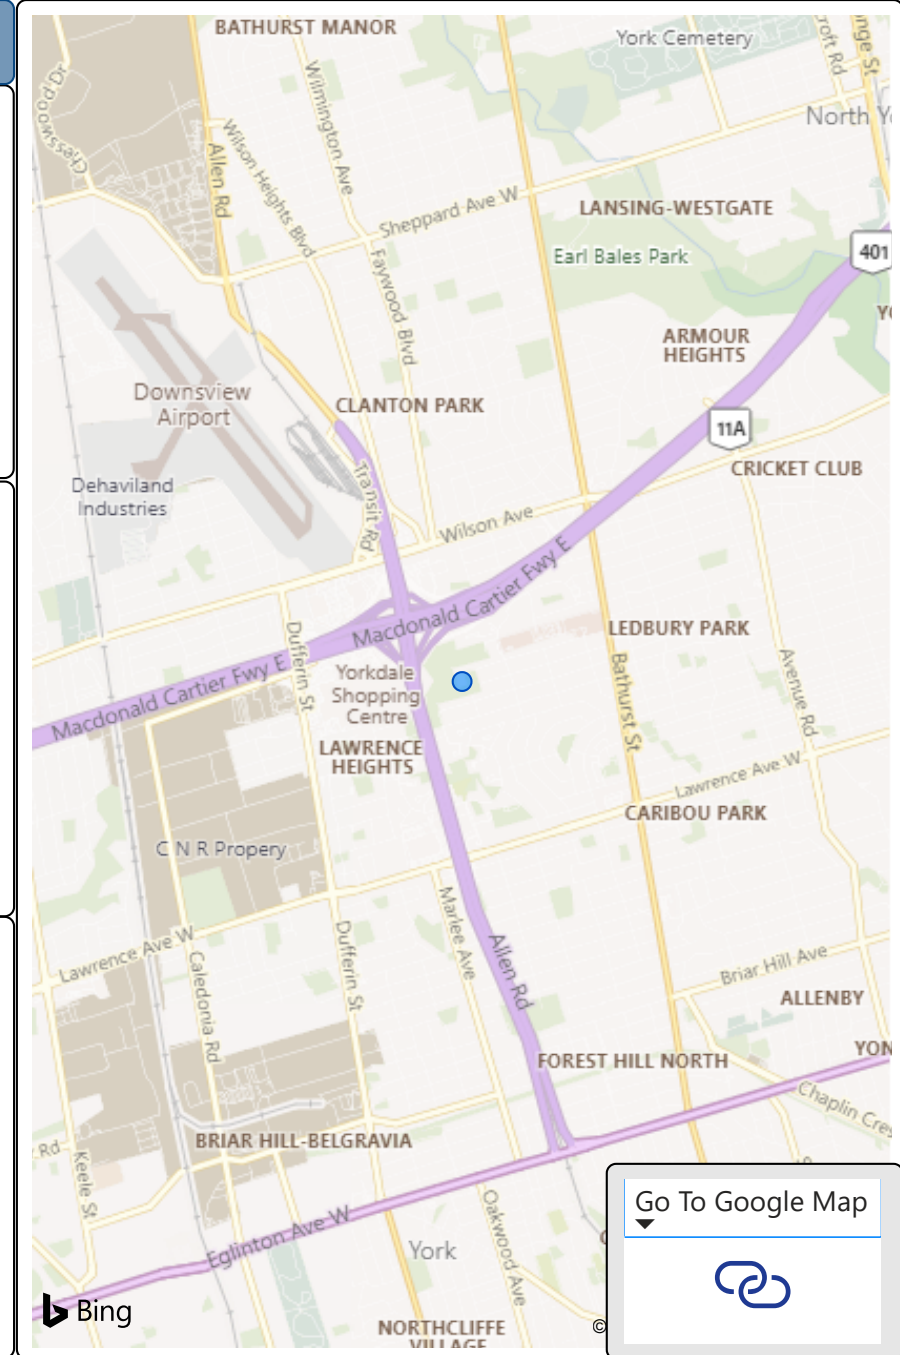 BATHURST MANOR
York Cemetery
Chesswood Dr
Wilmington Ave
Wilson Heights Blvd
Allen Rd
North Y
Sheppard Ave W
LANSING-WESTGATE
Earl Bales Park
401
Faywood Blvd
ARMOUR
HEIGHTS
Downsview
Airport
CLANTON PARK
11A
CRICKET CLUB
Dehaviland
Industries
Transit Rd
Wilson Ave
Macdonald Cartier Fwy E
LEDBURY PARK
Dufferin St
Macdonald Cartier Fwy E
Yorkdale
Shopping
Centre
Bathurst St
Avenue Rd
LAWRENCE
HEIGHTS
Lawrence Ave W
CARIBOU PARK
C N R Propery
Marlee Ave
Lawrence Ave W
Dufferin St
Allen Rd
Caledonia Rd
Briar Hill Ave
ALLENBY
FOREST HILL NORTH
YON
Chaplin Cres
BRIAR HILL-BELGRAVIA
Rd
Keele St
Eglinton Ave W
Oakwood Ave
York
Go To Google Map
Bing
NORTHCLIFFE
VILLAGE
©